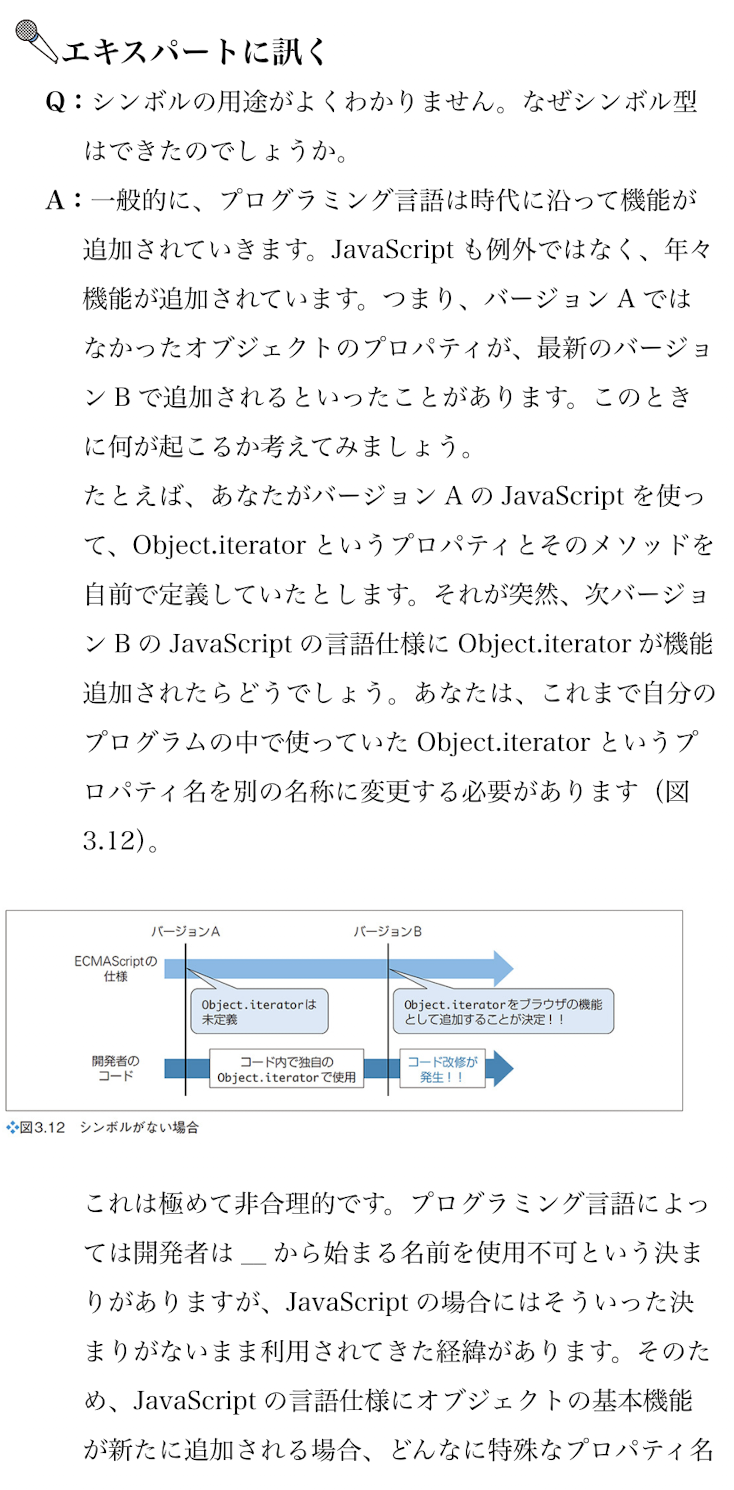 エキスパートに訊く
Q：シンボルの用途がよくわかりません。なぜシンボル型
はできたのでしょうか。
A：一般的に、プログラミング言語は時代に沿って機能が
追加されていきます。JavaScript も例外ではなく、年々
機能が追加されています。つまり、バージョン A では
なかったオブジェクトのプロパティが、最新のバージョ
ン B で追加されるといったことがあります。このとき
に何が起こるか考えてみましょう。
たとえば、あなたがバージョン A の JavaScript を使っ
て、Object.iterator というプロパティとそのメソッドを
自前で定義していたとします。それが突然、次バージョ
ン B の JavaScript の言語仕様に Object.iterator が機能
追加されたらどうでしょう。あなたは、これまで自分の
プログラムの中で使っていた Object.iterator というプ
ロパティ名を別の名称に変更する必要があります（図
3.12）。
バージョンA
バージョンB
ECMAScriptの
仕様
Object.iteratorは
未定義
Object.iteratorをブラウザの機能
として追加することが決定！！
開発者の
コード
コード内で独自の
Object.iteratorで使用
コード改修が
発生！！
❖図3.12　シンボルがない場合
これは極めて非合理的です。プログラミング言語によっ
ては開発者は __ から始まる名前を使用不可という決ま
りがありますが、JavaScript の場合にはそういった決
まりがないまま利用されてきた経緯があります。そのた
め、JavaScript の言語仕様にオブジェクトの基本機能
が新たに追加される場合、どんなに特殊なプロパティ名